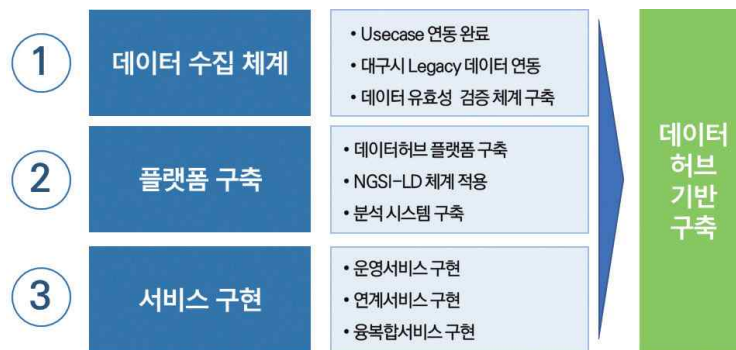 1
데이터 수집 체계
• Usecase 연동 완료
• 대구시 Legacy 데이터 연동
• 데이터 유효성 검증 체계 구축
2
플랫폼 구축
• 데이터허브 플랫폼 구축
• NGSI-LD 체계 적용
• 분석 시스템 구축
3
서비스 구현
• 운영서비스 구현
• 연계서비스 구현
• 융복합서비스 구현
데이터
허브
기반
구축